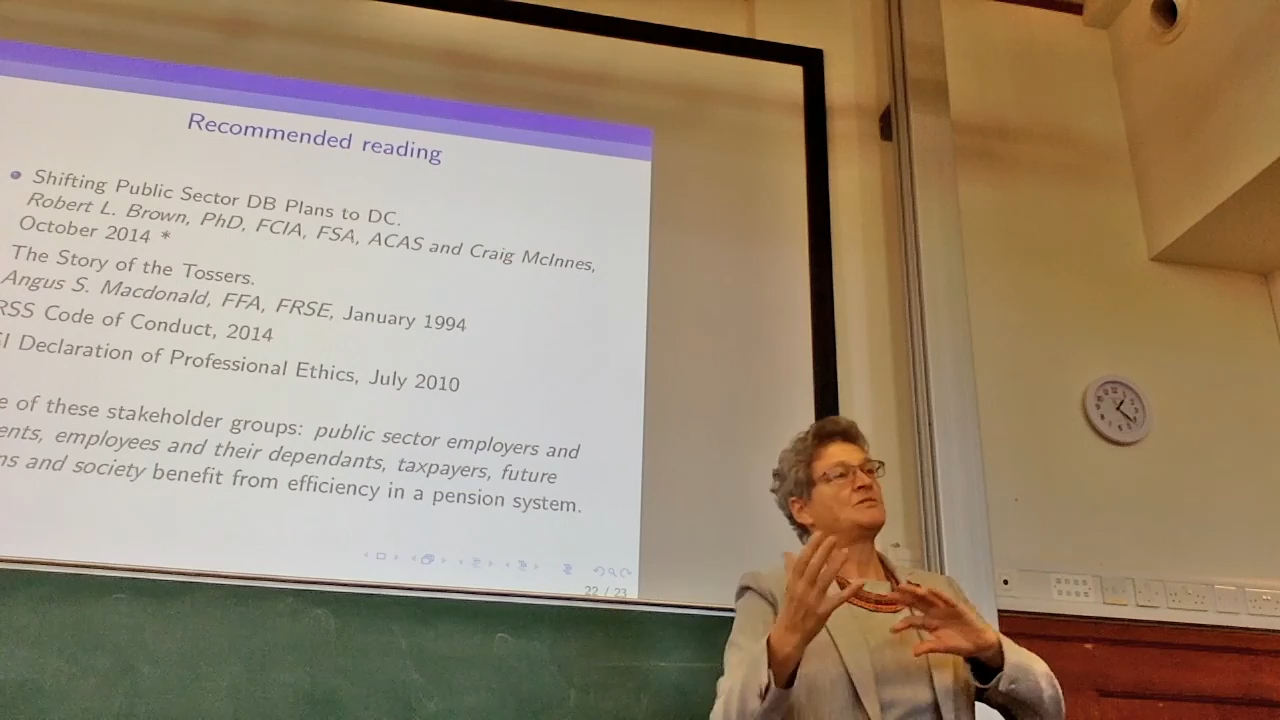 Recommended reading
Shifting Public Sector DB Plans to DC.
Robert L. Brown, PhD, FCIA, FSA, ACAS and Craig McInnes,
October 2014 *
The Story of the Tossers.
Angus S. Macdonald, FFA, FRSE, January 1994
RSS Code of Conduct, 2014
Declaration of Professional Ethics, July 2010
of these stakeholder groups: public sector employers and
employees and their dependants, taxpayers, future
and society benefit from efficiency in a pension system.
22 / 23